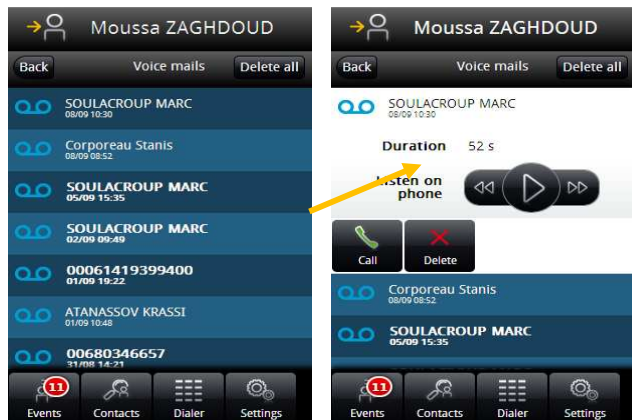 Moussa ZAGHDOUD
Back Voice mails Delete all
SOULACROUP MARC
08/09 10:30
Corporeau Stanis
08/09 08:52
SOULACROUP MARC
05/09 15:35
SOULACROUP MARC
02/09 09:49
00061419399400
01/09 19:22
ATANASSOV KRASSI
01/09 10:48
00680346657
31/08 14:21
11
Events Contacts Dialer Settings
Moussa ZAGHDOUD
Back Voice mails Delete all
SOULACROUP MARC
08/09 10:30
Duration 52 s
Listen on
phone
Call Delete
Corporeau Stanis
08/09 08:52
SOULACROUP MARC
05/09 15:35
11
Events Contacts Dialer Settings